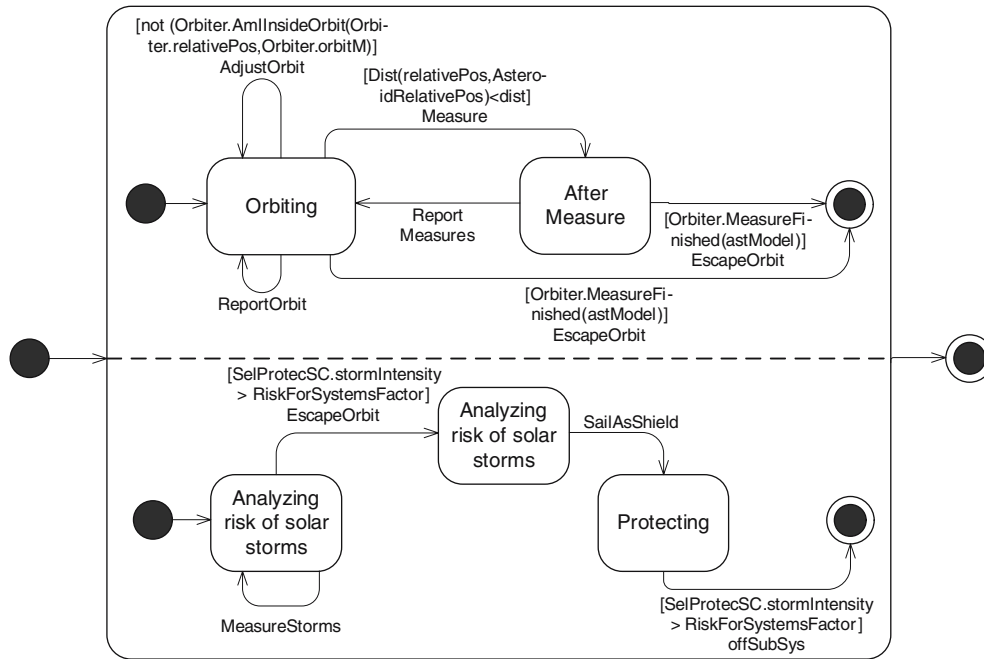 [not (Orbiter.AmIInsideOrbit(Orbi-
ter.relativePos,Orbiter.orbitM)]
AdjustOrbit
[Dist(relativePos,Astero-
idRelativePos)<dist]
Measure
Orbiting
After
Measure
Report
Measures
[Orbiter.MeasureFi-
nished(astModel)]
EscapeOrbit
ReportOrbit
[Orbiter.MeasureFi-
nished(astModel)]
EscapeOrbit
[SelProtecSC.stormIntensity
> RiskForSystemsFactor]
EscapeOrbit
Analyzing
risk of solar
storms
SailAsShield
Analyzing
risk of solar
storms
Protecting
MeasureStorms
[SelProtecSC.stormIntensity
> RiskForSystemsFactor]
offSubSys